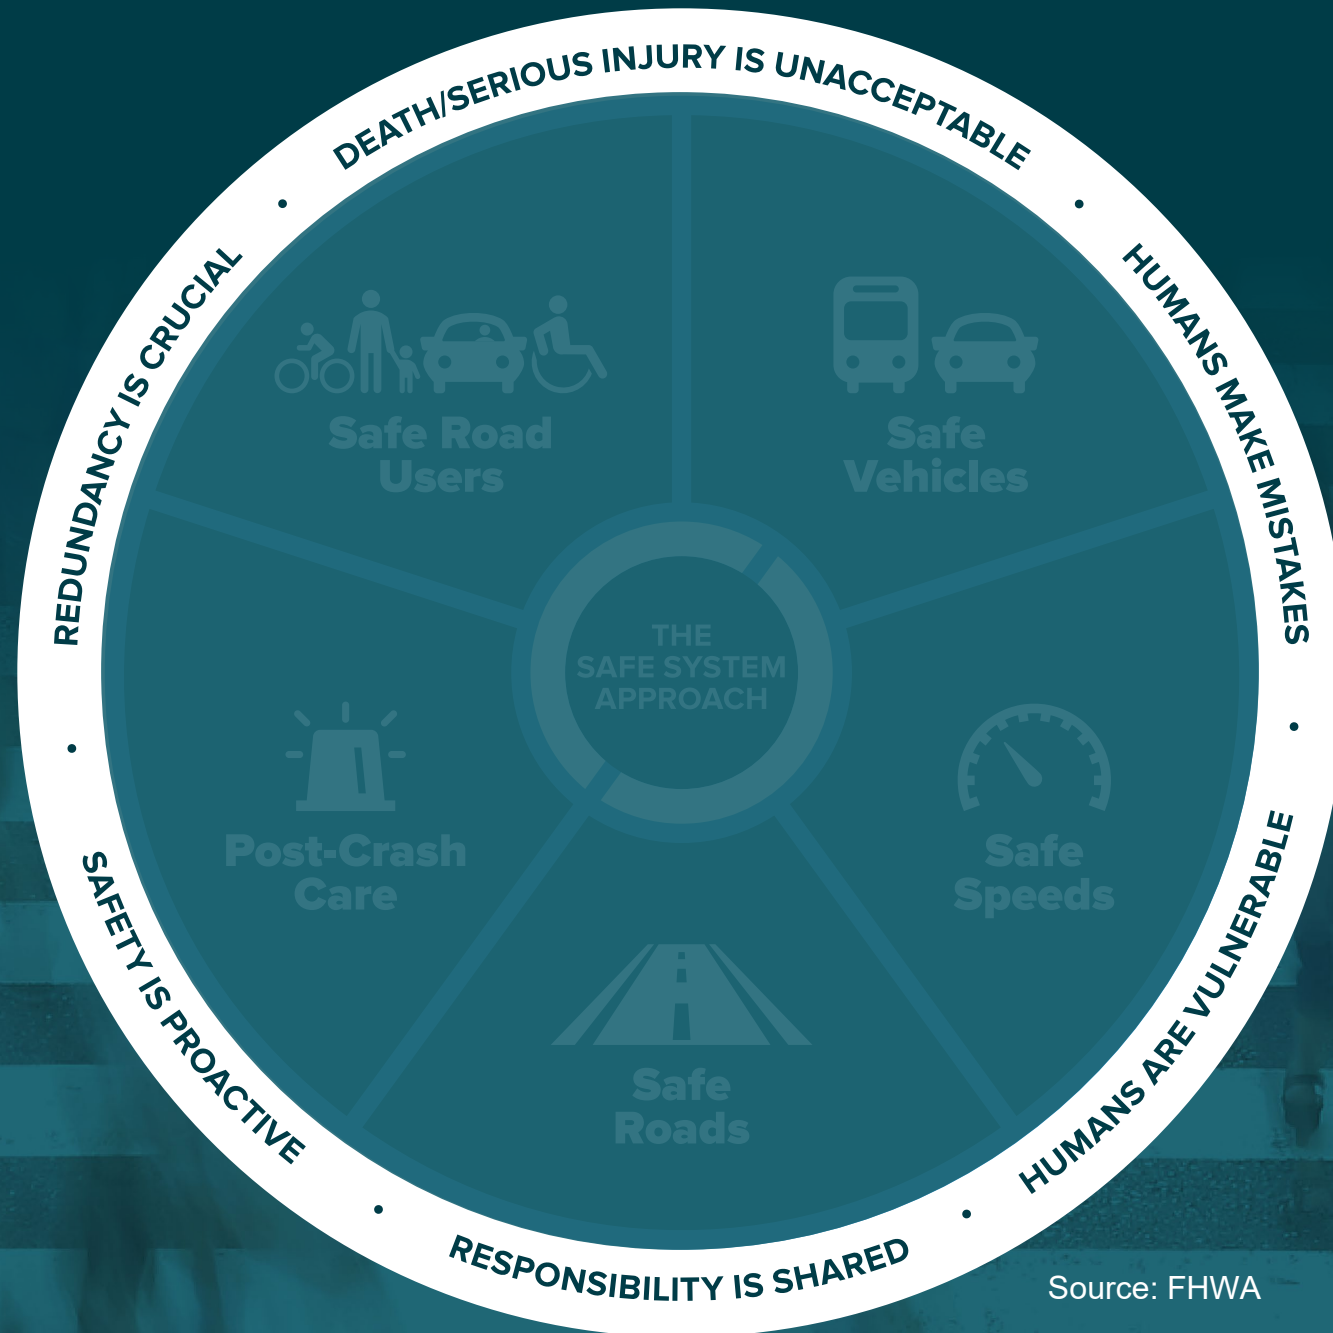 DEATH/SERIOUS INJURY IS UNACCEPTABLE
HUMANS MAKE MISTAKES
HUMANS ARE VULNERABLE
RESPONSIBILITY IS SHARED
SAFETY IS PROACTIVE
REDUNDANCY IS CRUCIAL
Safe Road
Users
Safe
Vehicles
THE
SAFE SYSTEM
APPROACH
Post-Crash
Care
Safe
Speeds
Safe
Roads
Source: FHWA